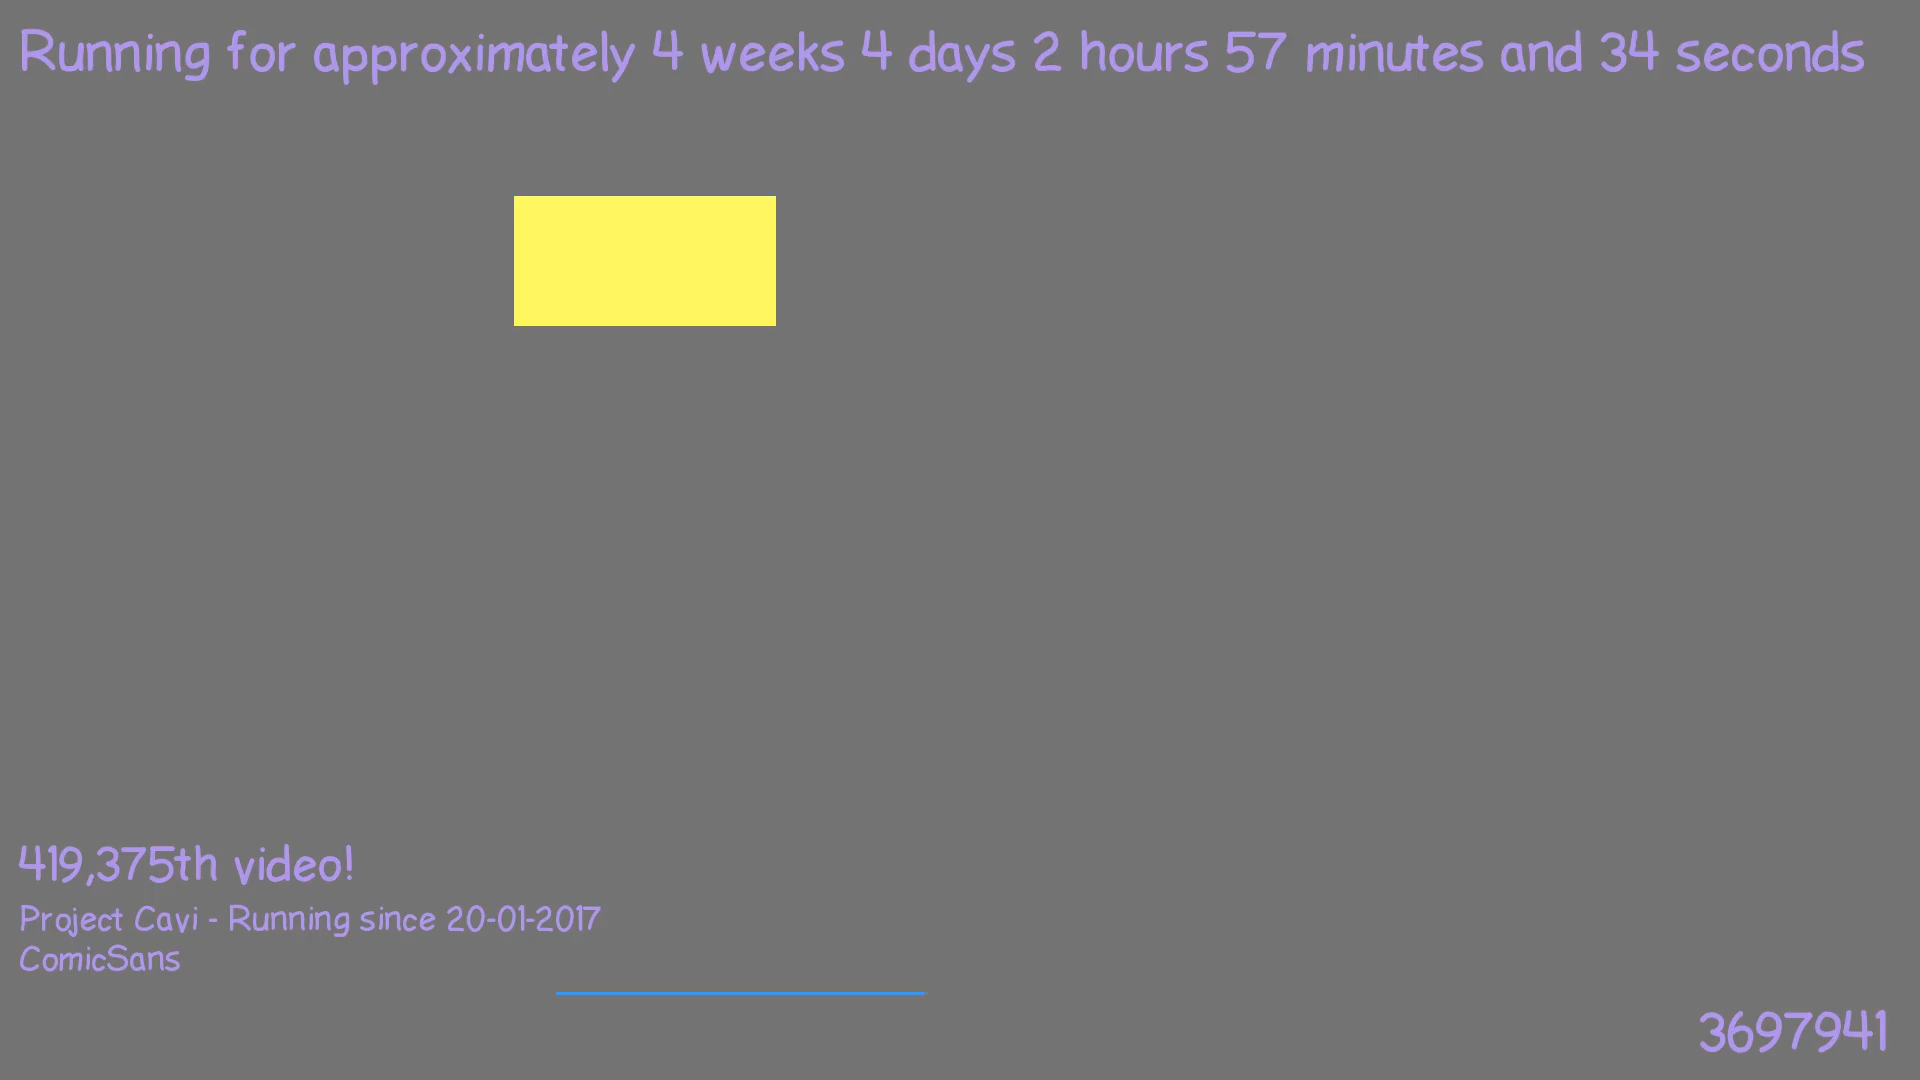 Running for approximately 4 weeks 4 days 2 hours 57 minutes and 34 seconds
419,375th video!
Project Cavi - Running since 20-01-2017
ComicSans
3697941